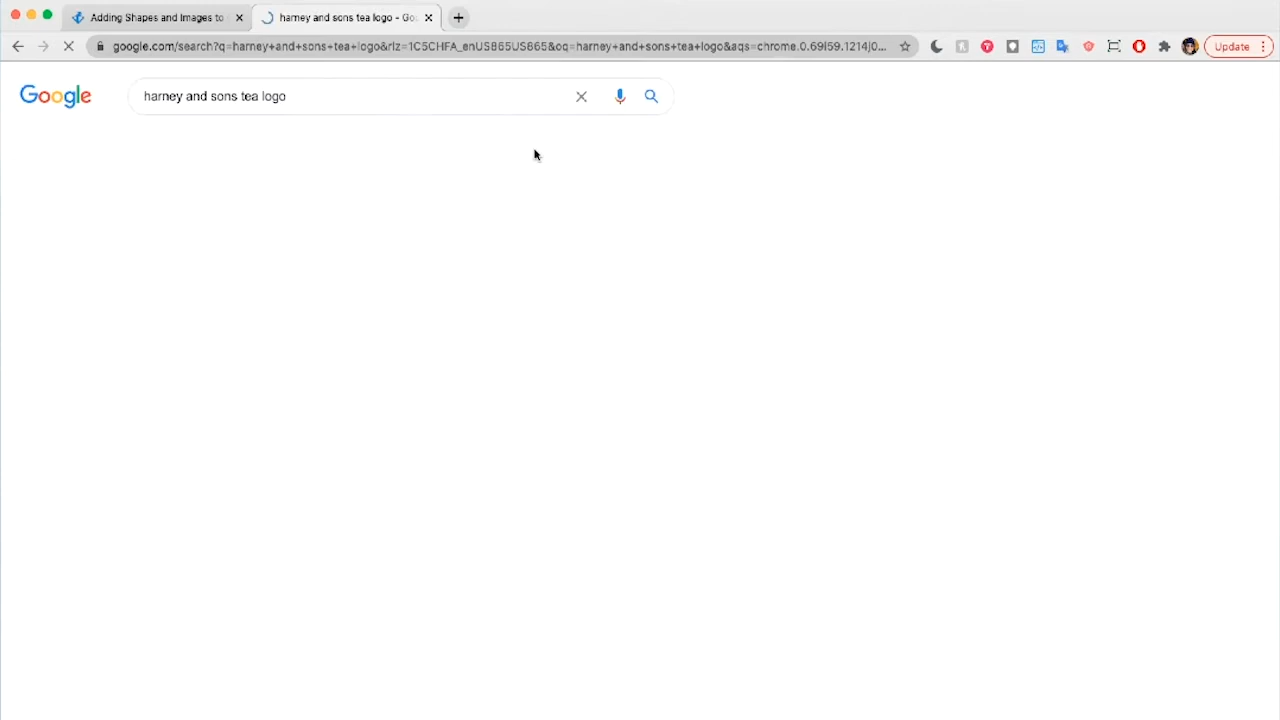 Adding Shapes and Images to
harney and sons tea logo - Go
google.com/search?q=harney+and+sons+tea+logo&rlz=1C5CHFA_enUS865US865&oq=harney+and+sons+tea+logo&aqs=chrome.0.69i59.1214j0...
Update
Google
harney and sons tea logo